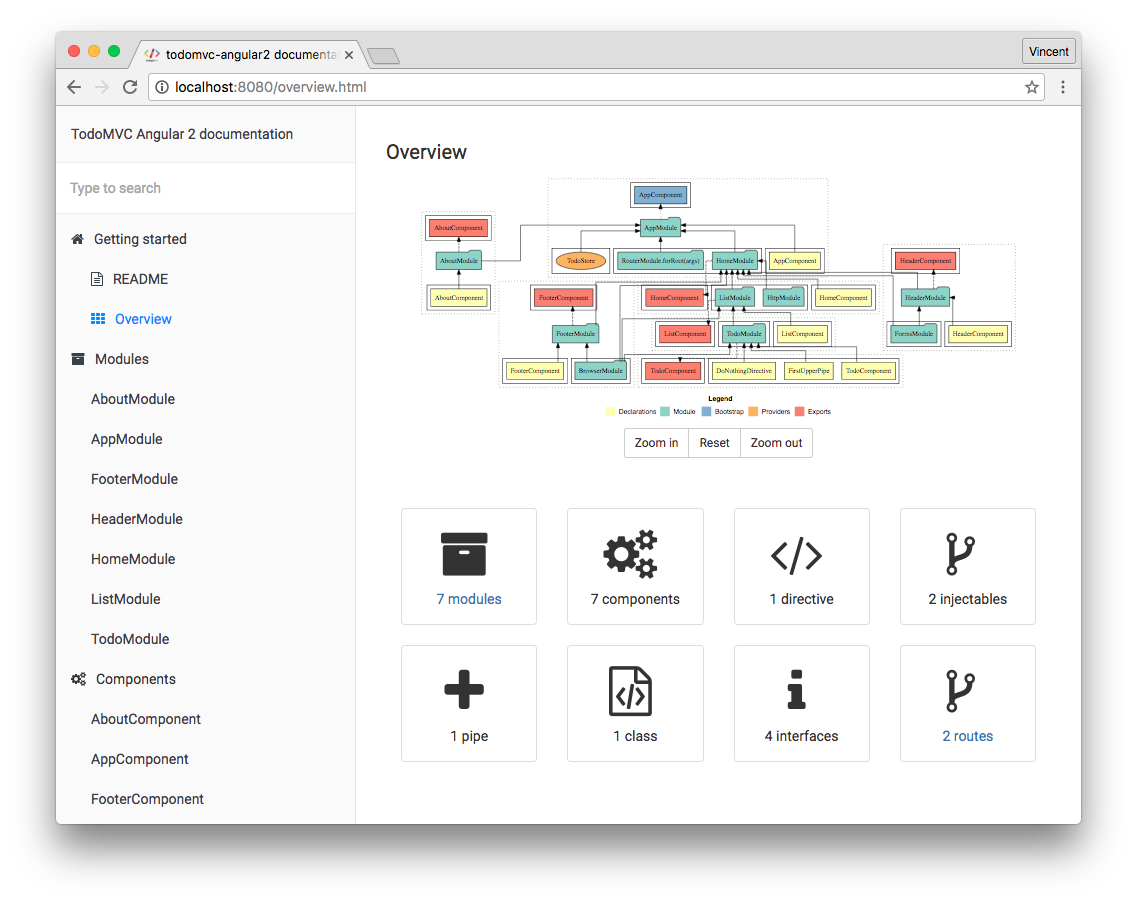 todomvc-angular2 documenta
Vincent
localhost:8080/overview.html
TodoMVC Angular 2 documentation
Type to search
Getting started
README
Overview
Modules
AboutModule
AppModule
FooterModule
HeaderModule
HomeModule
ListModule
TodoModule
Components
AboutComponent
AppComponent
FooterComponent
Overview
AppComponent
AboutComponent
AppModule
AboutModule
TodoStore
RouterModule.forRoot(args)
HomeModule
AppComponent
HeaderComponent
AboutComponent
FooterComponent
HomeComponent
ListModule
HttpModule
HomeComponent
HeaderModule
FooterModule
ListComponent
TodoModule
ListComponent
FormsModule
HeaderComponent
FooterComponent
BrowserModule
TodoComponent
DoNothingDirective
FirstUpperPipe
TodoComponent
Legend
Declarations Module Bootstrap Providers Exports
Zoom in Reset Zoom out
7 modules
7 components
1 directive
2 injectables
1 pipe
1 class
4 interfaces
2 routes